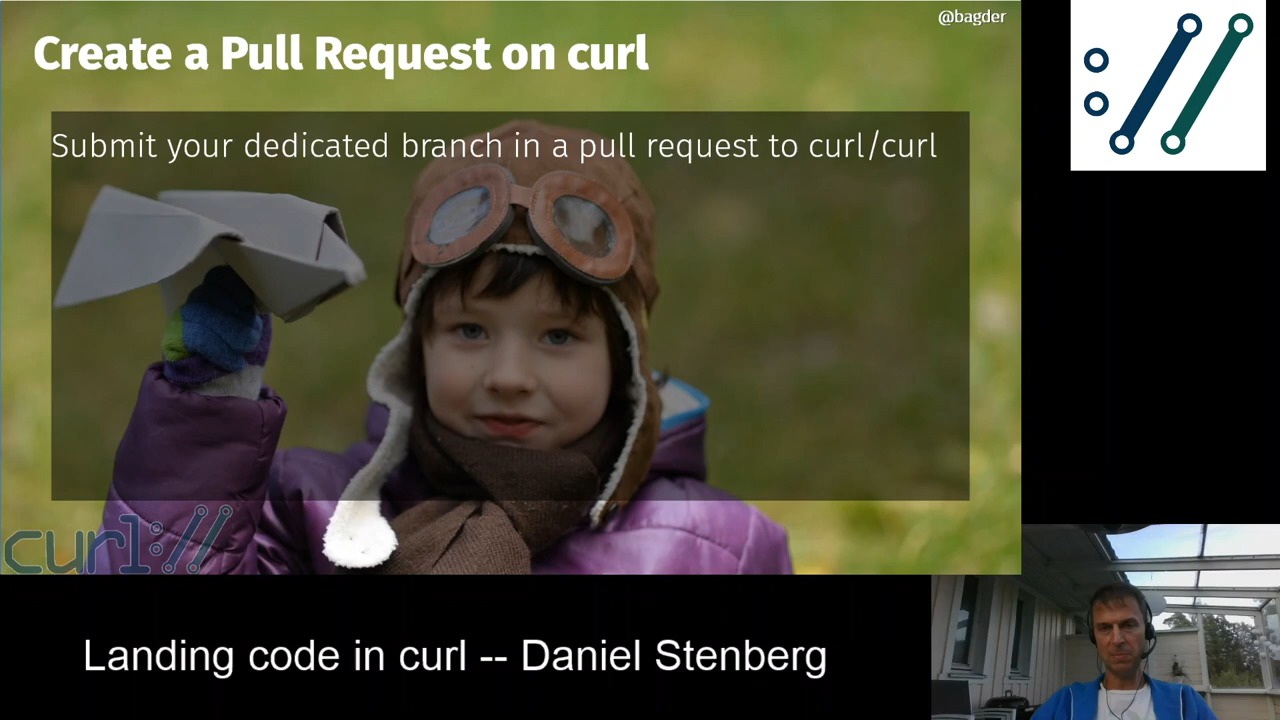 @bagder
Create a Pull Request on curl
Submit your dedicated branch in a pull request to curl/curl
curl://
Landing code in curl -- Daniel Stenberg